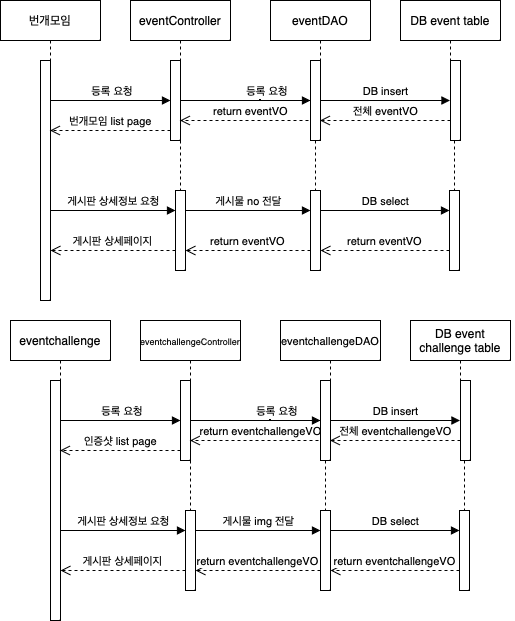 번개모임
eventController
eventDAO
DB event table
등록 요청
등록 요청
DB insert
return eventVO
전체 eventVO
번개모임 list page
게시판 상세정보 요청
게시물 no 전달
DB select
게시판 상세페이지
return eventVO
return eventVO
eventchallenge
eventchallengeController
eventchallengeDAO
DB event
challenge table
등록 요청
등록 요청
DB insert
return eventchallengeVO
전체 eventchallengeVO
인증샷 list page
게시판 상세정보 요청
게시물 img 전달
DB select
게시판 상세페이지
return eventchallengeVO
return eventchallengeVO